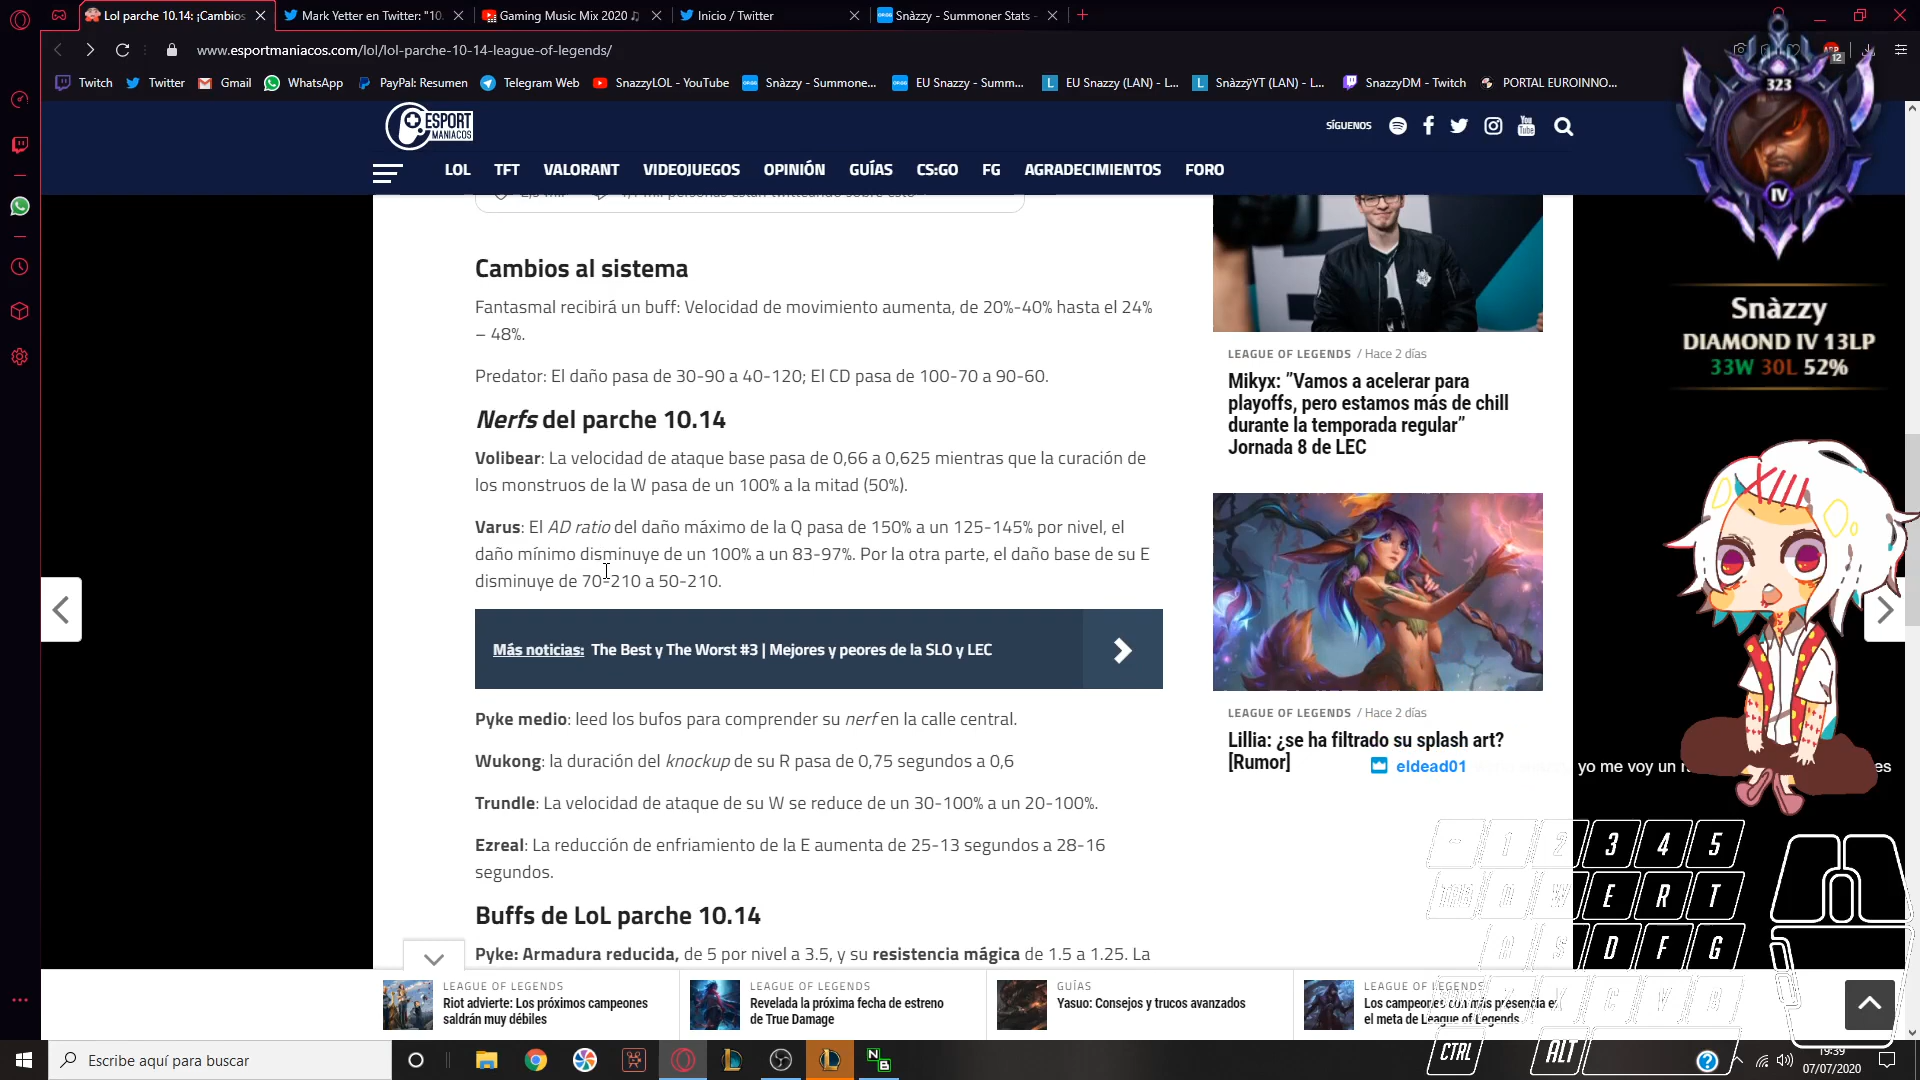 Lol parche 10.14: ¡Cambios
Mark Yetter en Twitter: "10.
Gaming Music Mix 2020 ♫
Inicio / Twitter
Snàzzy - Summoner Stats -
www.esportmaniacos.com/lol/lol-parche-10-14-league-of-legends/
12
Twitch
Twitter
Gmail
WhatsApp
PayPal: Resumen
Telegram Web
SnazzyLOL - YouTube
Snàzzy - Summone...
EU Snazzy - Summ...
EU Snazzy (LAN) - L...
SnàzzÿYT (LAN) - L...
SnazzyDM - Twitch
PORTAL EUROINNO...
323
IV
ESPORT
MANIACOS
SÍGUENOS
LOL
TFT
VALORANT
VIDEOJUEGOS
OPINIÓN
GUÍAS
CS:GO
FG
AGRADECIMIENTOS
FORO
Cambios al sistema
Fantasmal recibirá un buff: Velocidad de movimiento aumenta, de 20%-40% hasta el 24%
– 48%.
Predator: El daño pasa de 30-90 a 40-120; El CD pasa de 100-70 a 90-60.
Nerfs del parche 10.14
Volibear: La velocidad de ataque base pasa de 0,66 a 0,625 mientras que la curación de
los monstruos de la W pasa de un 100% a la mitad (50%).
Varus: El AD ratio del daño máximo de la Q pasa de 150% a un 125-145% por nivel, el
daño mínimo disminuye de un 100% a un 83-97%. Por la otra parte, el daño base de su E
disminuye de 70-210 a 50-210.
Más noticias: The Best y The Worst #3 | Mejores y peores de la SLO y LEC
Pyke medio: leed los bufos para comprender su nerf en la calle central.
Wukong: la duración del knockup de su R pasa de 0,75 segundos a 0,6
Trundle: La velocidad de ataque de su W se reduce de un 30-100% a un 20-100%.
Ezreal: La reducción de enfriamiento de la E aumenta de 25-13 segundos a 28-16
segundos.
Buffs de LoL parche 10.14
Pyke: Armadura reducida, de 5 por nivel a 3.5, y su resistencia mágica de 1.5 a 1.25. La
LEAGUE OF LEGENDS / Hace 2 días
Mikyx: "Vamos a acelerar para
playoffs, pero estamos más de chill
durante la temporada regular"
Jornada 8 de LEC
LEAGUE OF LEGENDS / Hace 2 días
Lillia: ¿se ha filtrado su splash art?
[Rumor]
eldead01
yo me voy un
es
Snàzzy
DIAMOND IV 13LP
33W 30L 52%
LEAGUE OF LEGENDS
Riot advierte: Los próximos campeones
saldrán muy débiles
LEAGUE OF LEGENDS
Revelada la próxima fecha de estreno
de True Damage
GUÍAS
Yasuo: Consejos y trucos avanzados
LEAGUE OF LEGENDS
Los campeones con más presencia e
el meta de League of Legends
1 2 3 4 5
W E R T
S D F G
C V
CTRL
ALT
Escribe aquí para buscar
19:39
07/07/2020